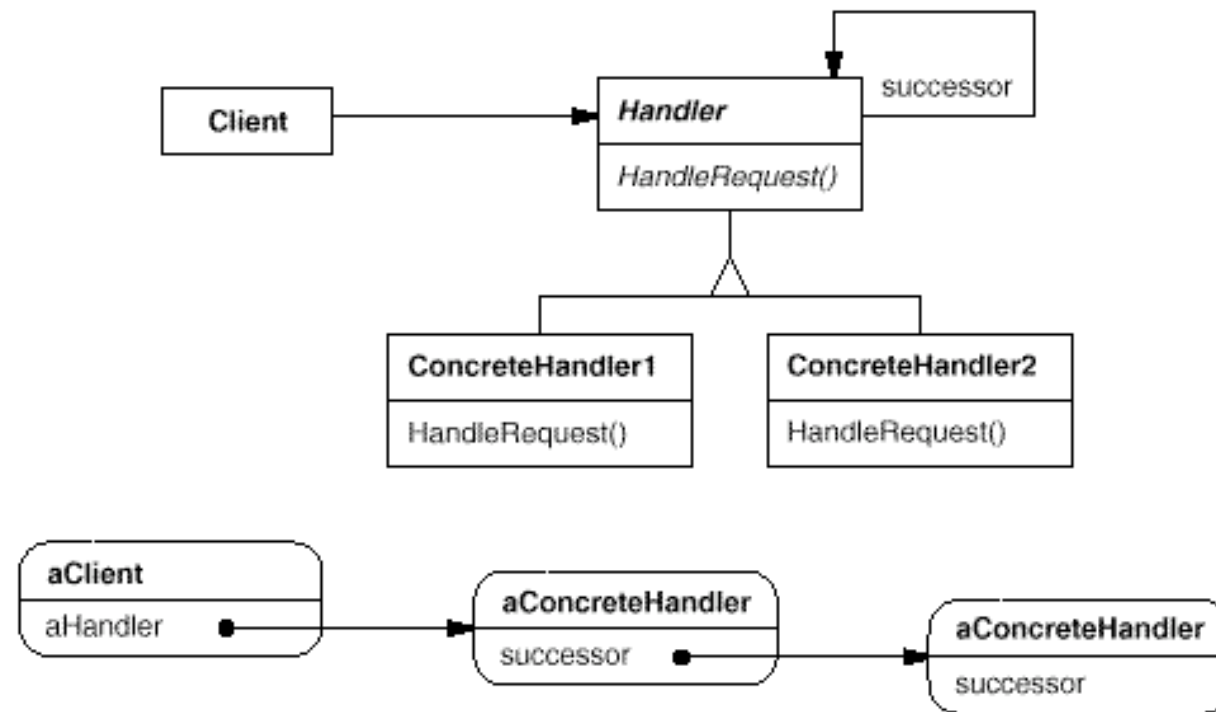 successor
Client
Handler
HandleRequest()
ConcreteHandler1
ConcreteHandler2
HandleRequest()
HandleRequest()
aClient
aHandler
aConcreteHandler
successor
aConcreteHandler
successor